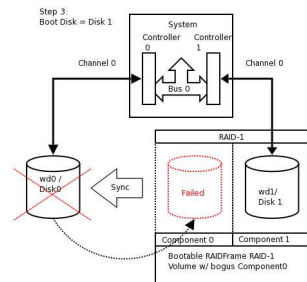 Step 3:
Boot Disk = Disk 1
System
Controller 0
Controller 1
Channel 0
Channel 0
Bus 0
RAID-1
wd0 /
Disk0
Sync
Failed
wd1/
Disk 1
Component 0
Component 1
Bootable RAIDFrame RAID-1
Volume w/ bogus Component0